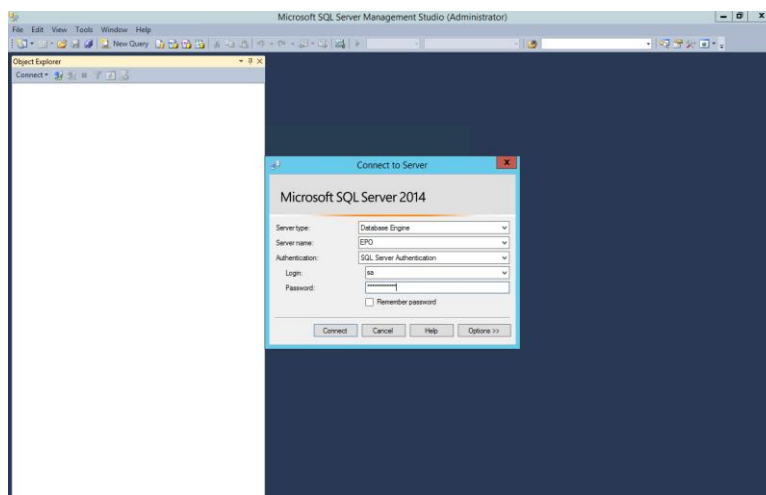 Microsoft SQL Server Management Studio (Administrator)
File Edit View Tools Window Help
New Query
Object Explorer
Connect
Connect to Server
Microsoft SQL Server 2014
Server type: Database Engine
Server name: EPO
Authentication: SQL Server Authentication
Login: sa
Password: ************
Remember password
Connect Cancel Help Options >>